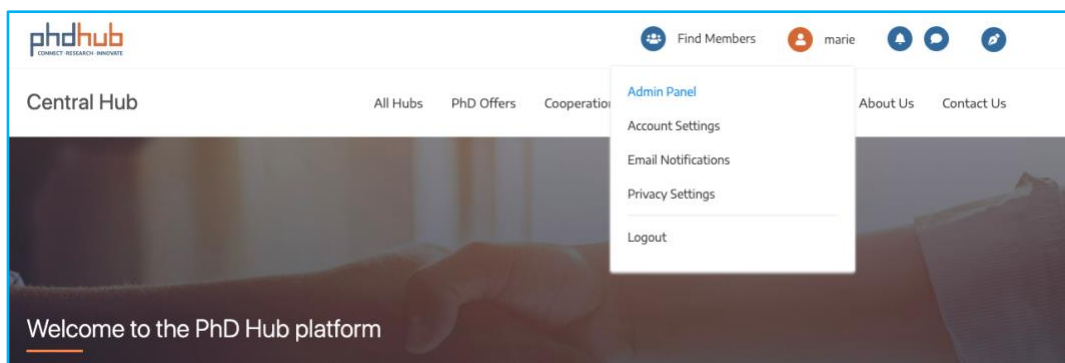 phdhub
CONNECT · RESEARCH · INNOVATE
Find Members
marie
Central Hub
All Hubs
PhD Offers
Cooperation
About Us
Contact Us
Admin Panel
Account Settings
Email Notifications
Privacy Settings
Logout
Welcome to the PhD Hub platform